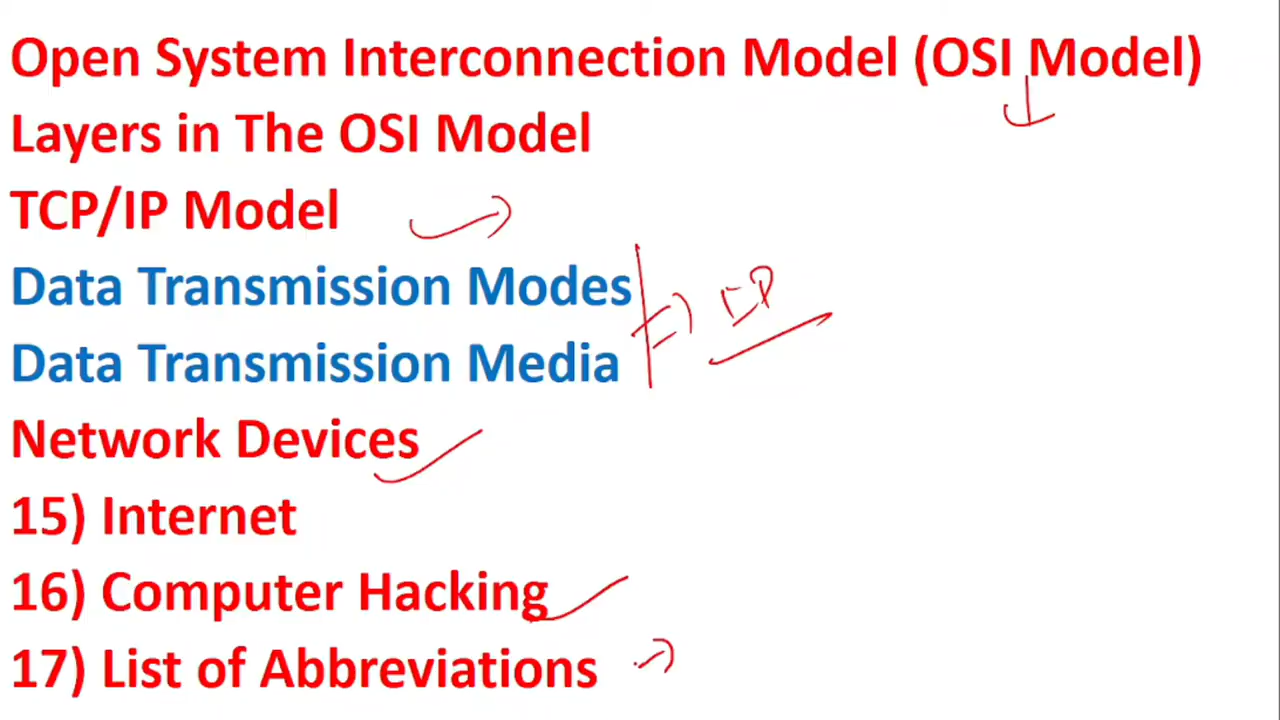 Open System Interconnection Model (OSI Model)
Layers in The OSI Model
TCP/IP Model
Data Transmission Modes
Data Transmission Media
Network Devices
15) Internet
16) Computer Hacking
17) List of Abbreviations